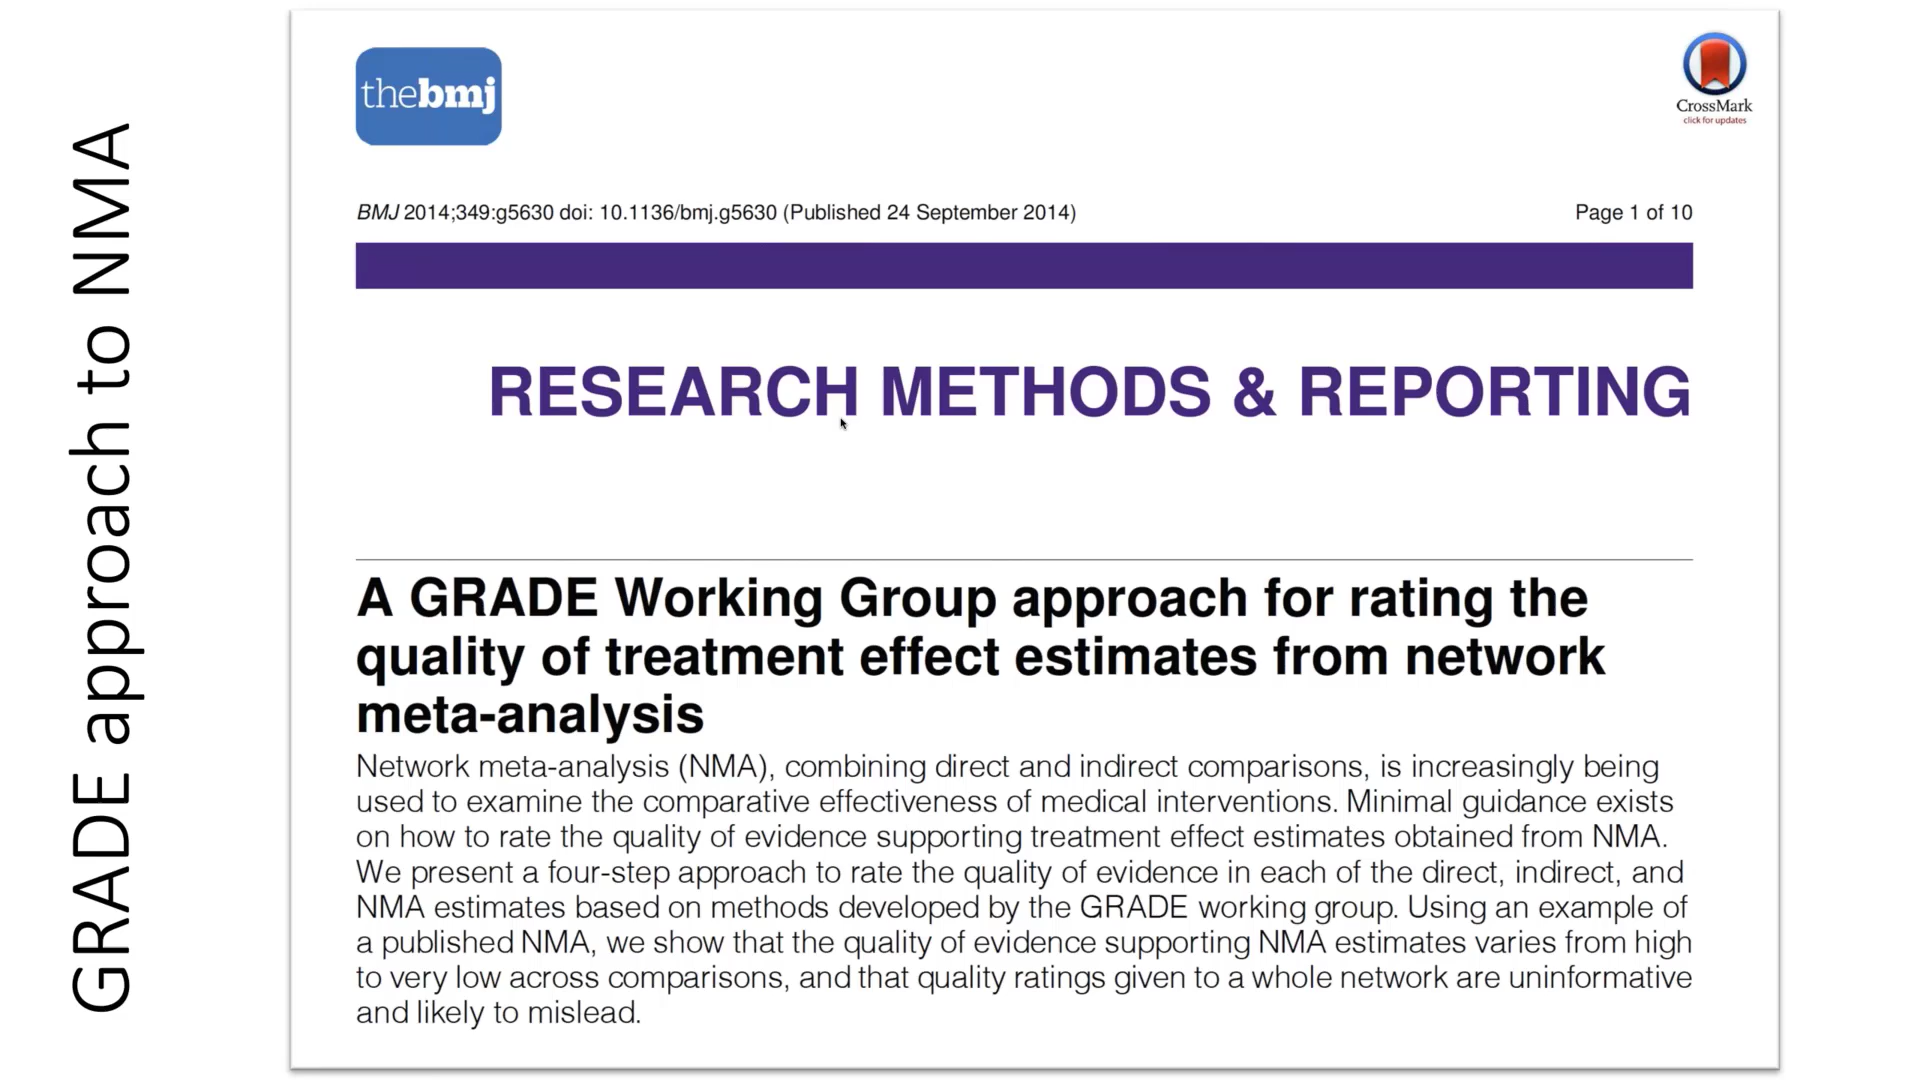 GRADE approach to NMA
thebmj
CrossMark
click for updates
BMJ 2014;349:g5630 doi: 10.1136/bmj.g5630 (Published 24 September 2014)
Page 1 of 10
RESEARCH METHODS & REPORTING
A GRADE Working Group approach for rating the
quality of treatment effect estimates from network
meta-analysis
Network meta-analysis (NMA), combining direct and indirect comparisons, is increasingly being
used to examine the comparative effectiveness of medical interventions. Minimal guidance exists
on how to rate the quality of evidence supporting treatment effect estimates obtained from NMA.
We present a four-step approach to rate the quality of evidence in each of the direct, indirect, and
NMA estimates based on methods developed by the GRADE working group. Using an example of
a published NMA, we show that the quality of evidence supporting NMA estimates varies from high
to very low across comparisons, and that quality ratings given to a whole network are uninformative
and likely to mislead.